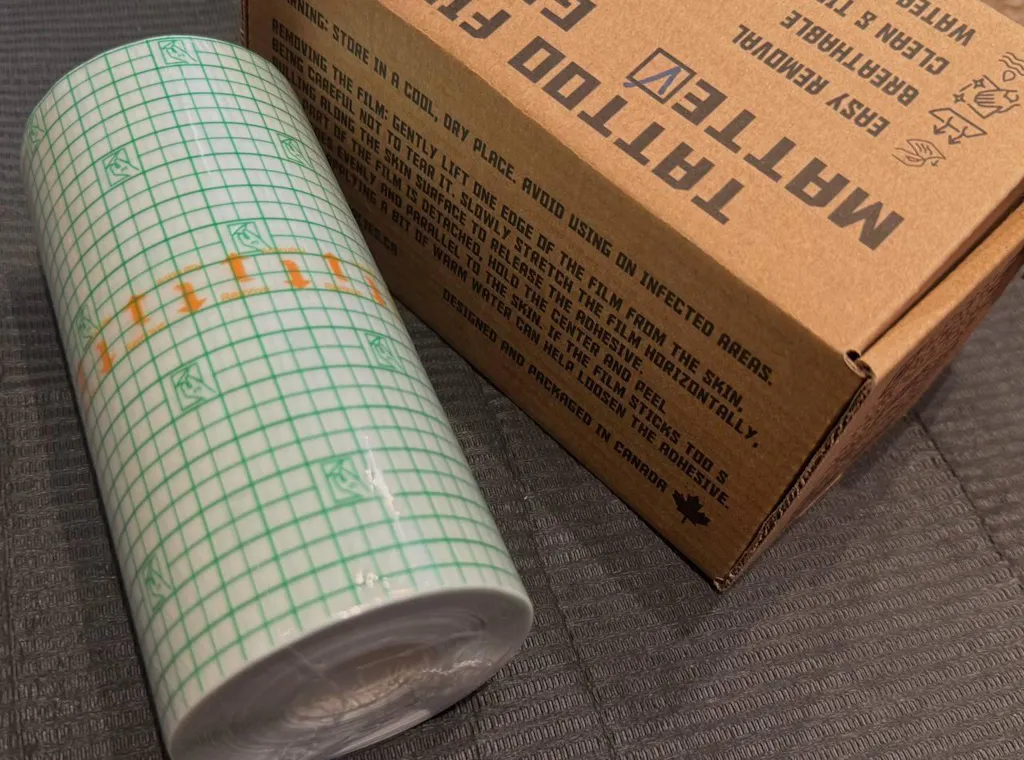 TATTOO
MATTE
EASY REMOVAL
BREATHABLE
CLEAN &
WATER
STORE IN A COOL, DRY PLACE. AVOID USING ON INFECTED AREAS.
REMOVING THE FILM: GENTLY LIFT ONE EDGE OF THE FILM FROM THE SKIN,
BEING CAREFUL NOT TO TEAR IT. SLOWLY STRETCH THE FILM HORIZONTALLY,
ALONG THE SKIN SURFACE TO RELEASE THE ADHESIVE.
OF THE FILM IS DETACHED, HOLD THE CENTER AND PEEL
EVENLY AND PARALLEL TO THE SKIN. IF THE FILM STICKS TOO S
A BIT OF WARM WATER CAN HELP LOOSEN THE ADHESIVE.
DESIGNED AND PACKAGED IN CANADA